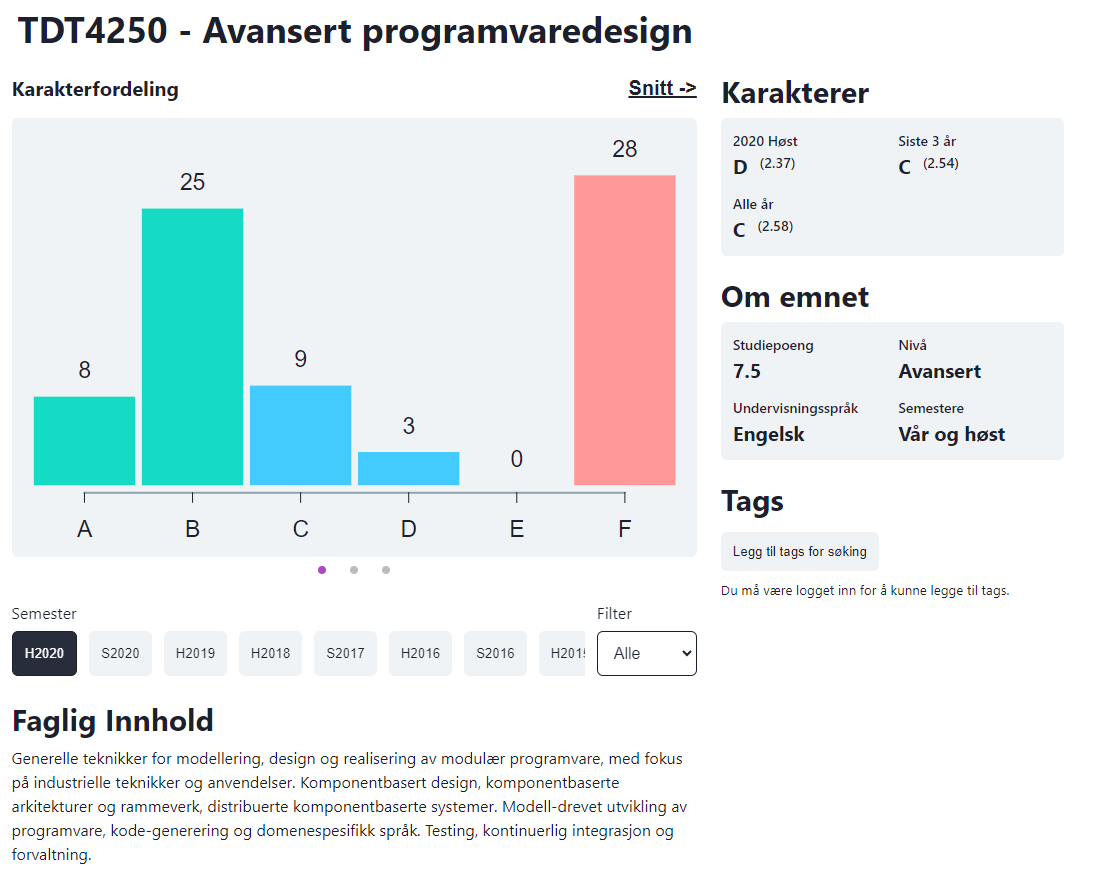 TDT4250 - Avansert programvaredesign
Karakterfordeling
Snitt ->
8
25
9
3
0
28
A
B
C
D
E
F
Semester
H2020
S2020
H2019
H2018
S2017
H2016
S2016
H2015
Filter
Alle
Faglig Innhold
Generelle teknikker for modellering, design og realisering av modulær programvare, med fokus
på industrielle teknikker og anvendelser. Komponentbasert design, komponentbaserte
arkitekturer og rammeverk, distribuerte komponentbaserte systemer. Modell-drevet utvikling av
programvare, kode-generering og domenespesifikk språk. Testing, kontinuerlig integrasjon og
forvaltning.
Karakterer
2020 Høst
D (2.37)
Siste 3 år
C (2.54)
Alle år
C (2.58)
Om emnet
Studiepoeng
7.5
Nivå
Avansert
Undervisningsspråk
Engelsk
Semestere
Vår og høst
Tags
Legg til tags for søking
Du må være logget inn for å kunne legge til tags.